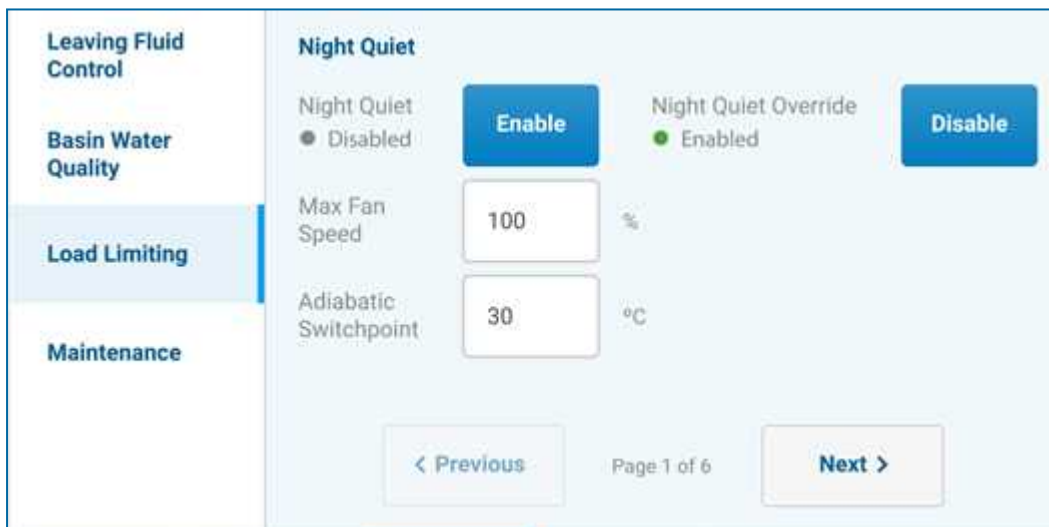 Leaving Fluid
Control
Basin Water
Quality
Load Limiting
Maintenance
Night Quiet
Night Quiet
Disabled
Enable
Night Quiet Override
Enabled
Disable
Max Fan
Speed
100
%
Adiabatic
Switchpoint
30
ºC
< Previous
Page 1 of 6
Next >